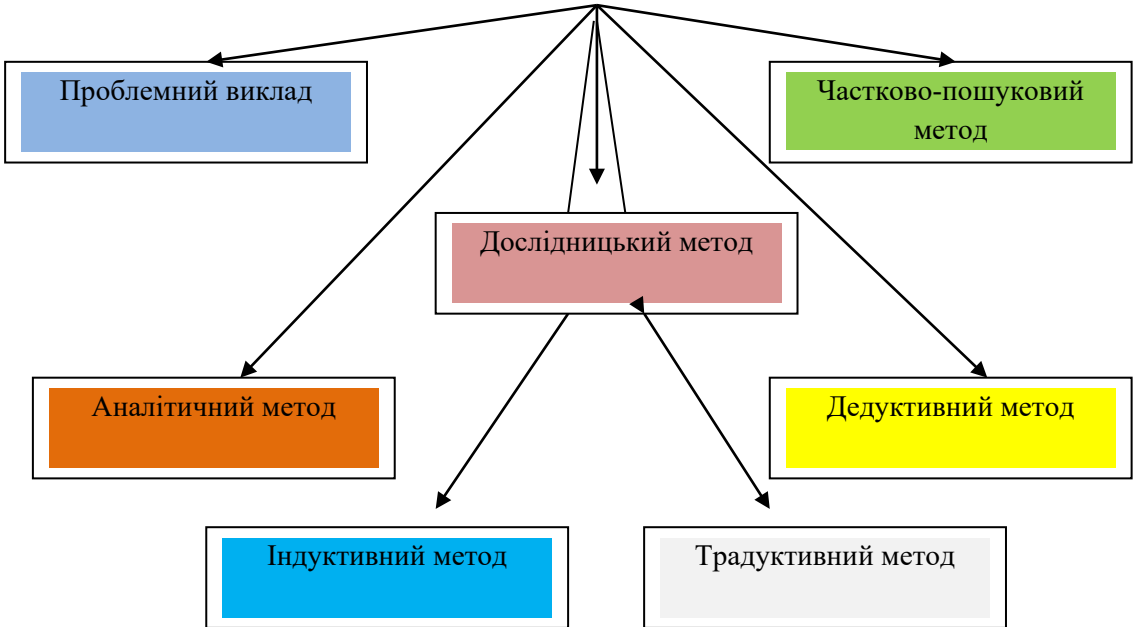 Проблемний виклад
Частково-пошуковий
метод
Дослідницький метод
Аналітичний метод
Дедуктивний метод
Індуктивний метод
Традуктивний метод